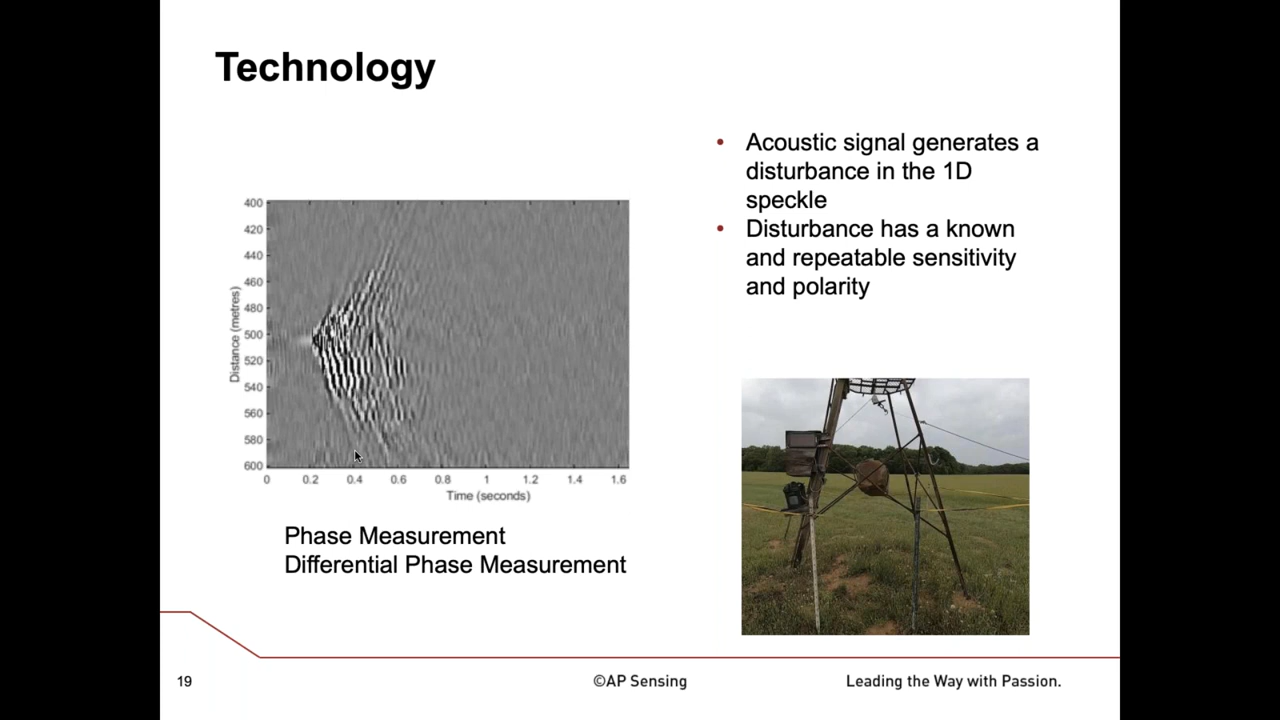 Technology
Acoustic signal generates a
disturbance in the 1D
speckle
Disturbance has a known
and repeatable sensitivity
and polarity
Distance (metres)
400
420
440
460
480
500
520
540
560
580
600
0 0.2 0.4 0.6 0.8 1 1.2 1.4 1.6
Time (seconds)
Phase Measurement
Differential Phase Measurement
19
©AP Sensing
Leading the Way with Passion.